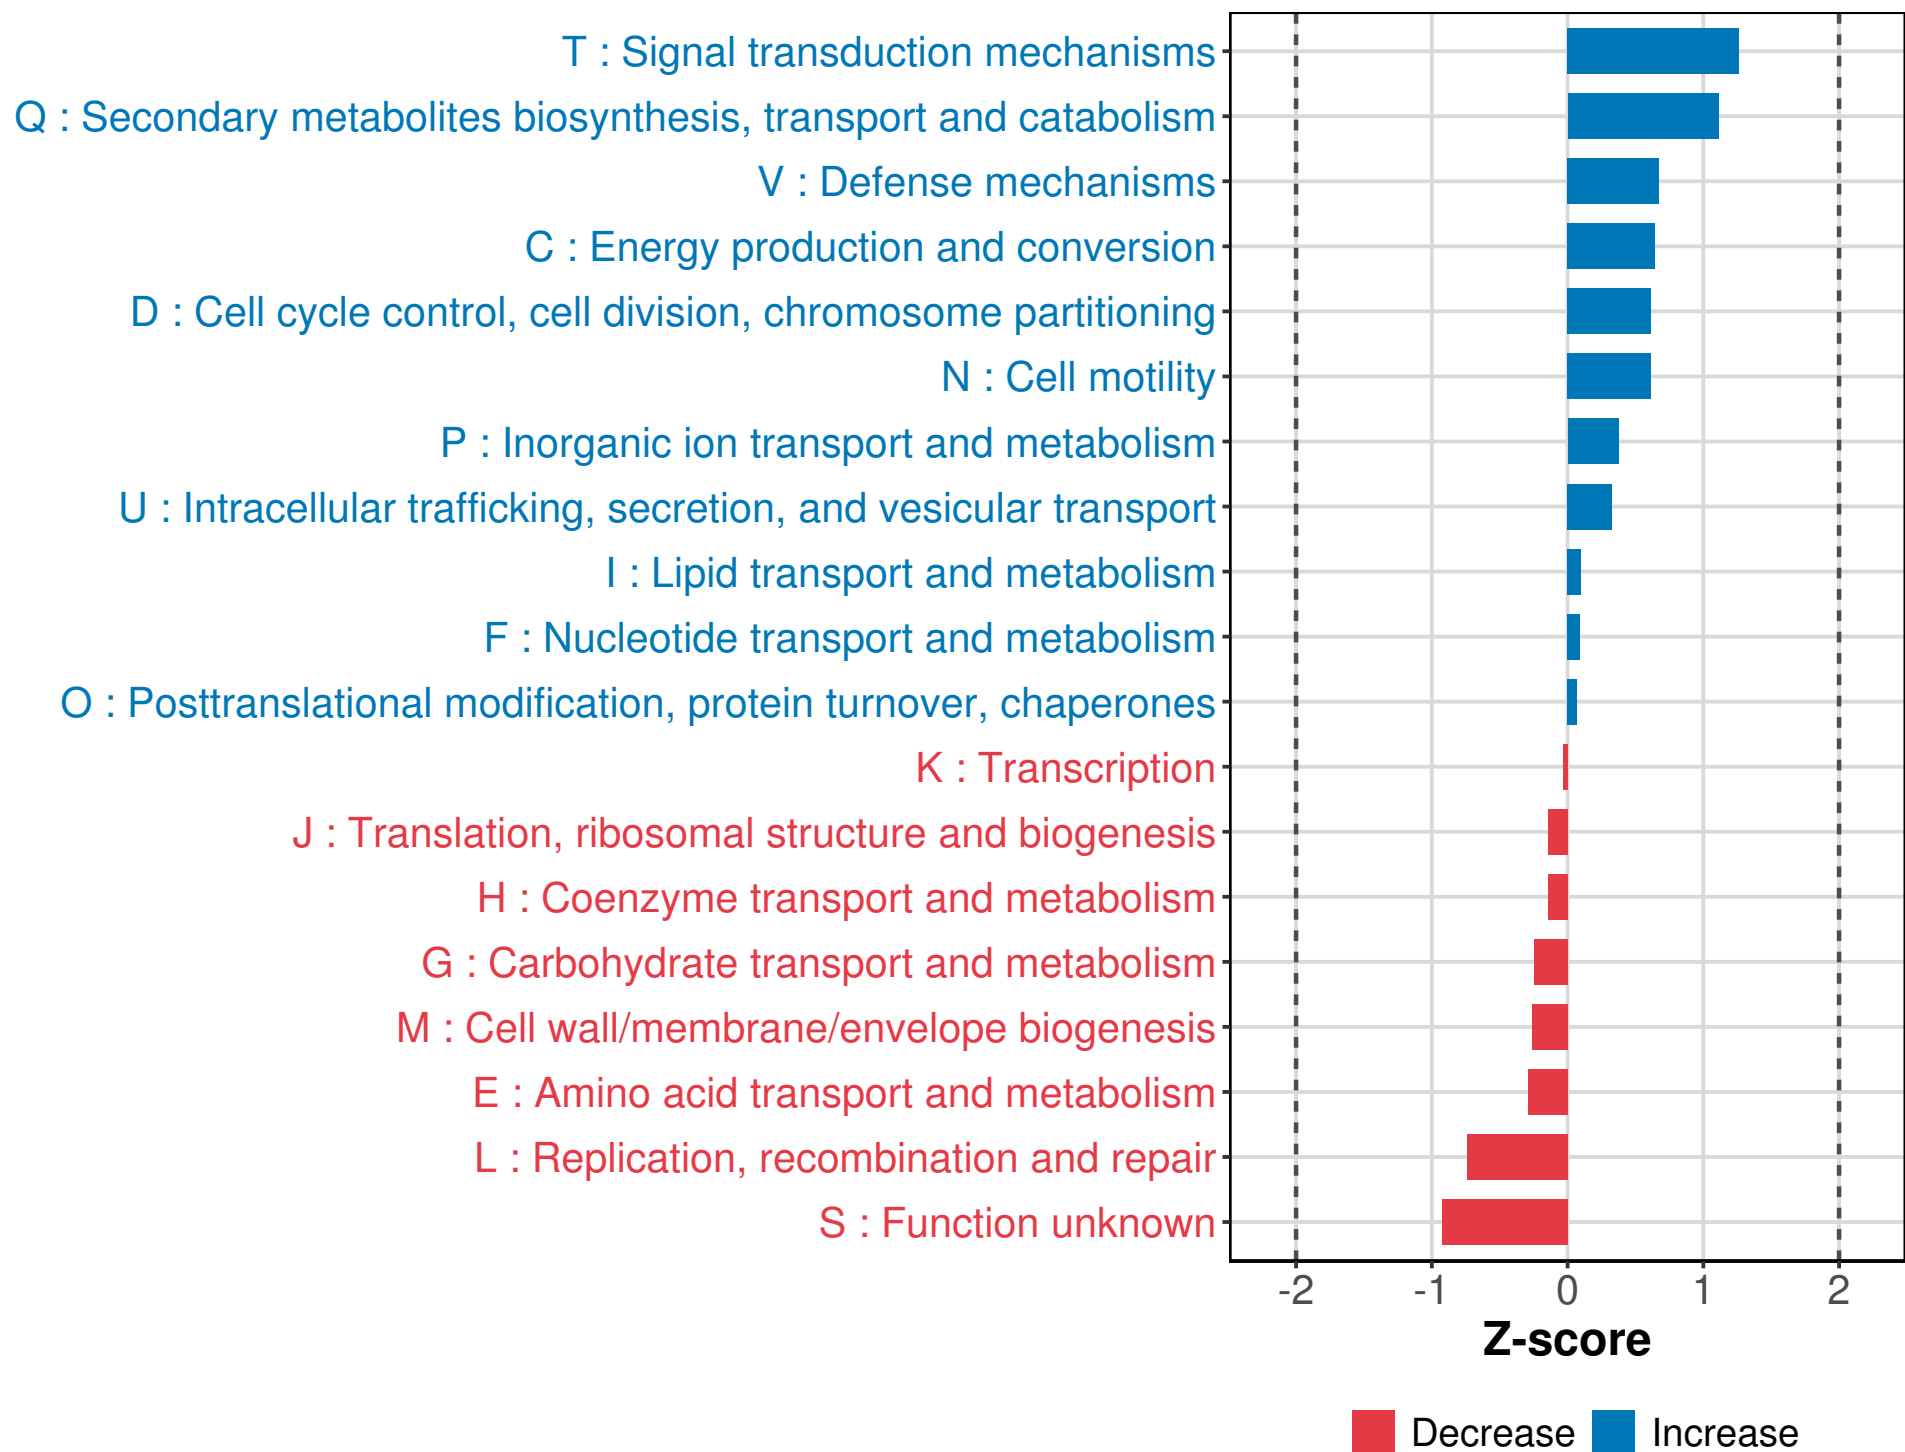 T : Signal transduction mechanisms
Q : Secondary metabolites biosynthesis, transport and catabolism
V : Defense mechanisms
C : Energy production and conversion
D : Cell cycle control, cell division, chromosome partitioning
N : Cell motility
P : Inorganic ion transport and metabolism
U : Intracellular trafficking, secretion, and vesicular transport
I : Lipid transport and metabolism
F : Nucleotide transport and metabolism
O : Posttranslational modification, protein turnover, chaperones
K : Transcription
J : Translation, ribosomal structure and biogenesis
H : Coenzyme transport and metabolism
G : Carbohydrate transport and metabolism
M : Cell wall/membrane/envelope biogenesis
E : Amino acid transport and metabolism
L : Replication, recombination and repair
S : Function unknown
-2 -1 0 1 2
Z-score
Decrease Increase